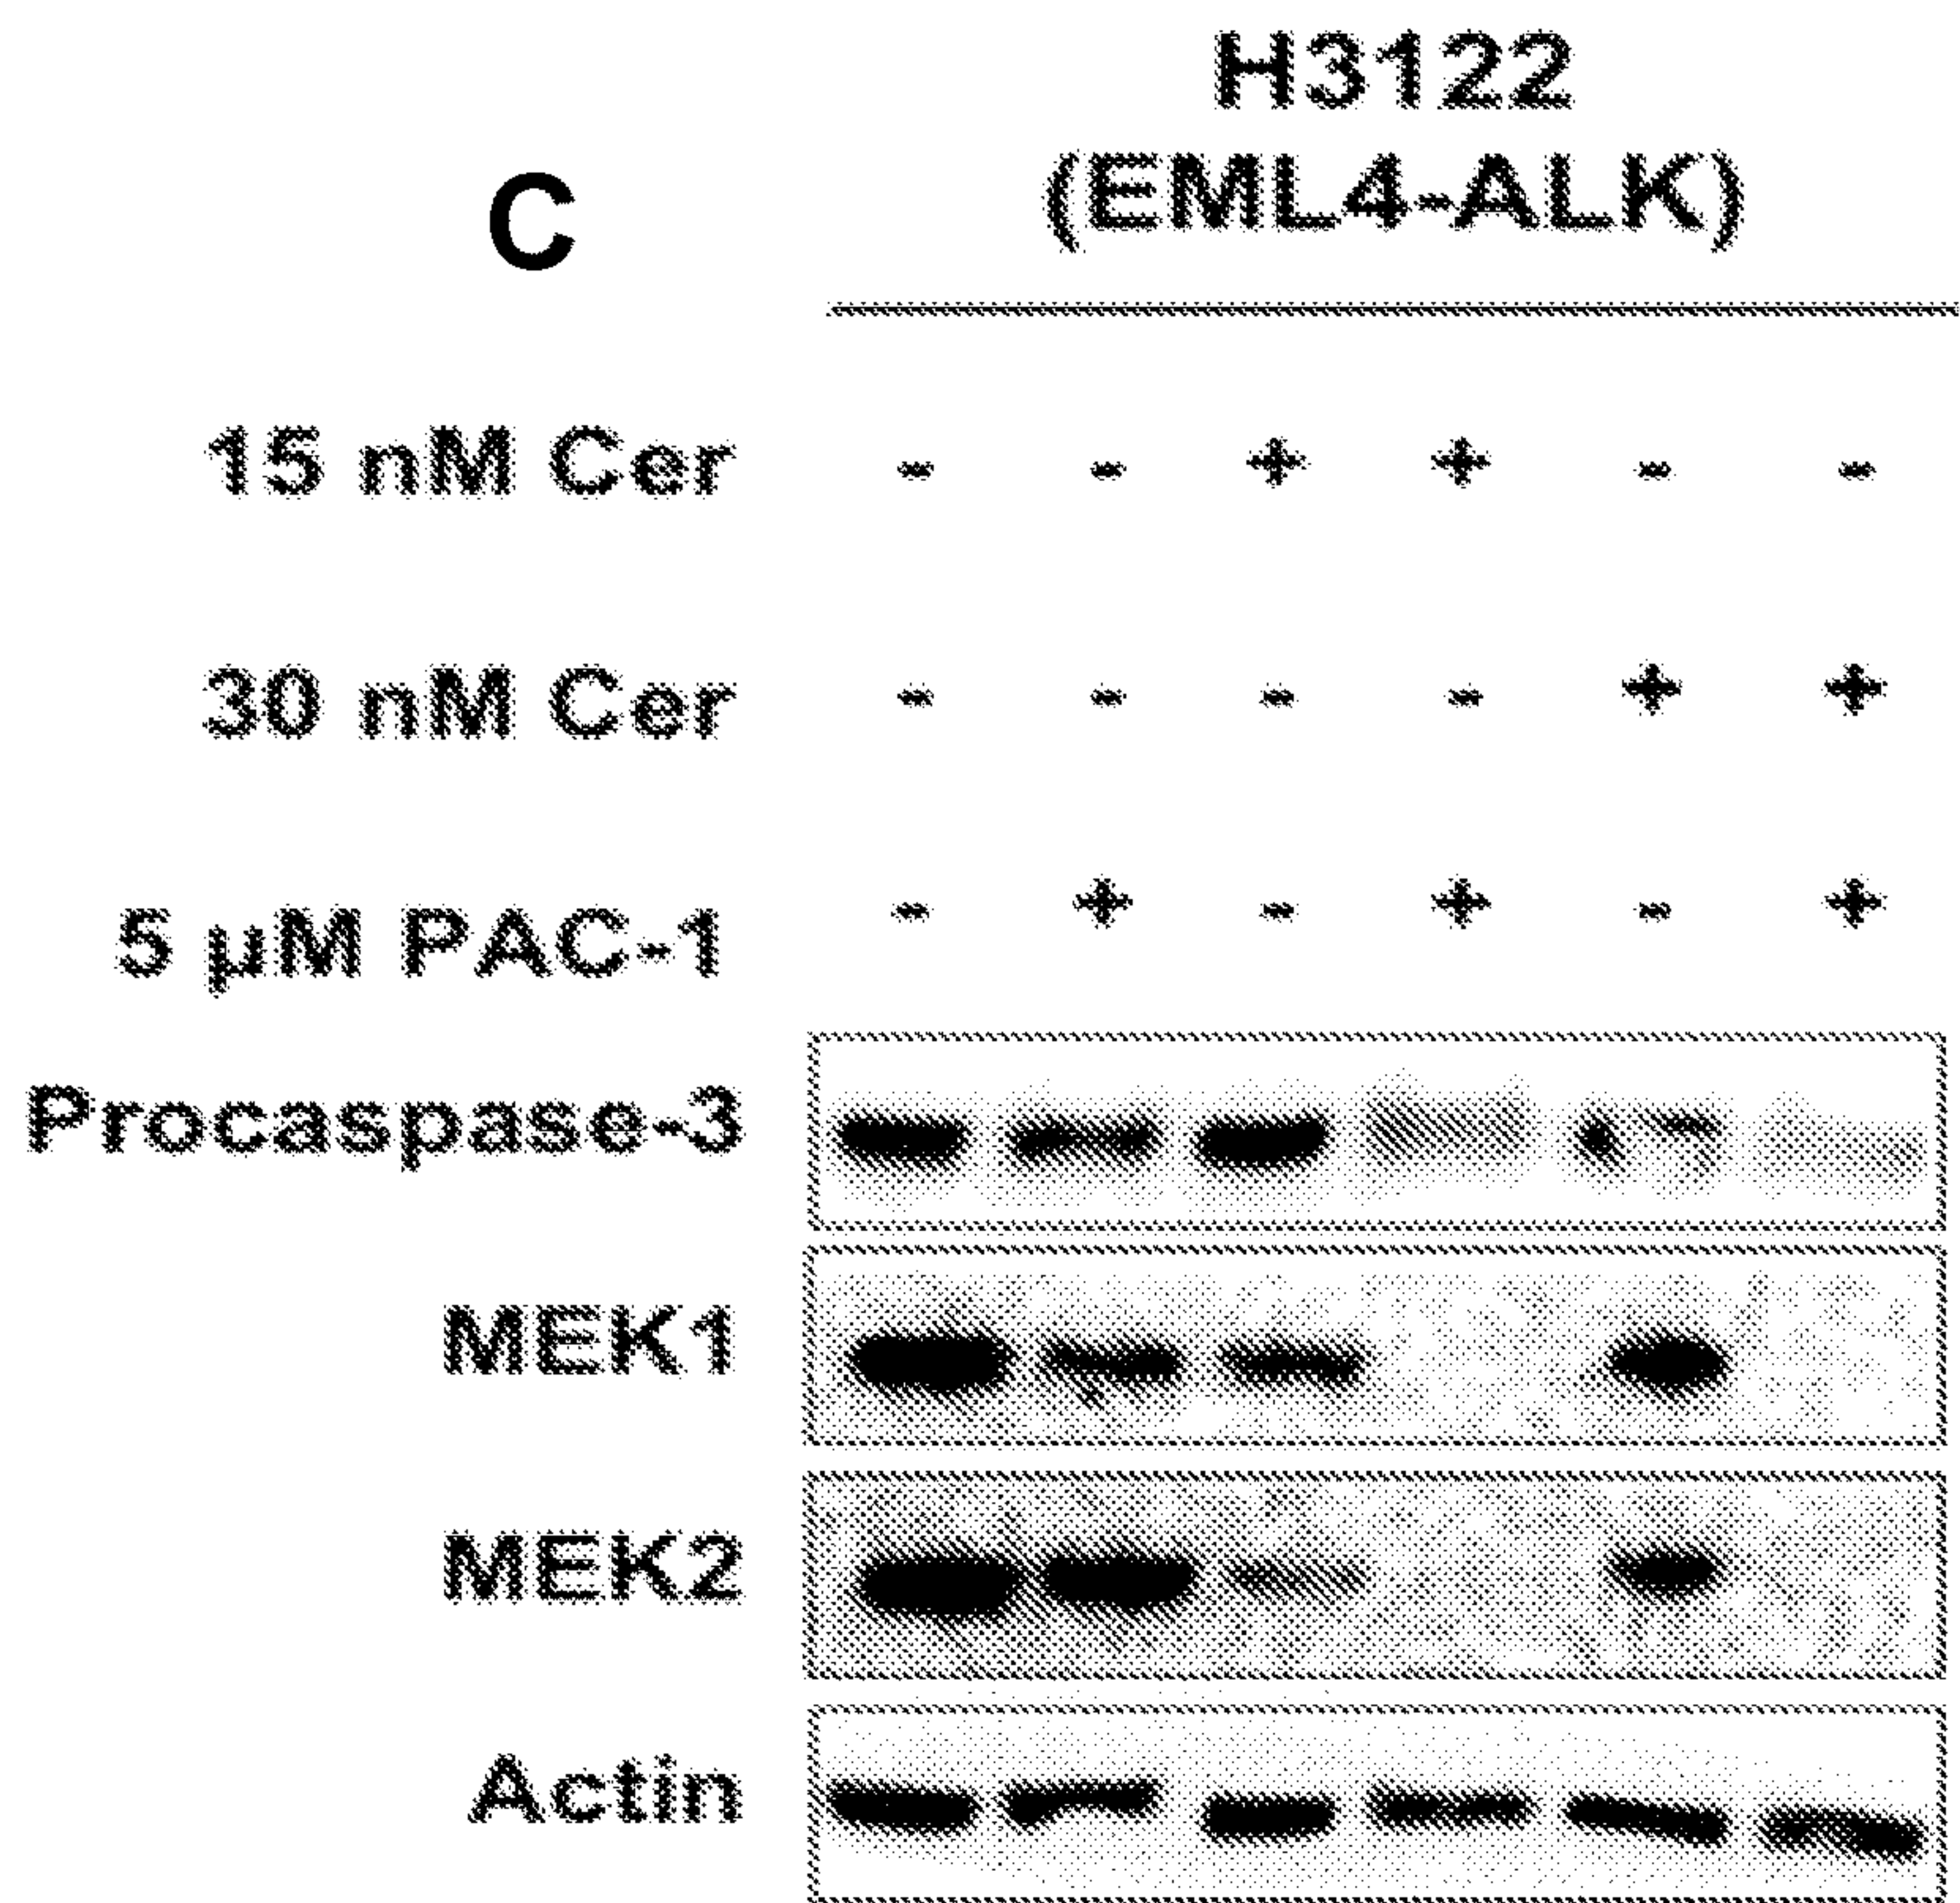 H3122
(EML4-ALK)
C
15 nM Cer - - + + - -
30 nM Cer - - - - + +
5 µM PAC-1 - + - + - +
Procaspase-3
MEK1
MEK2
Actin